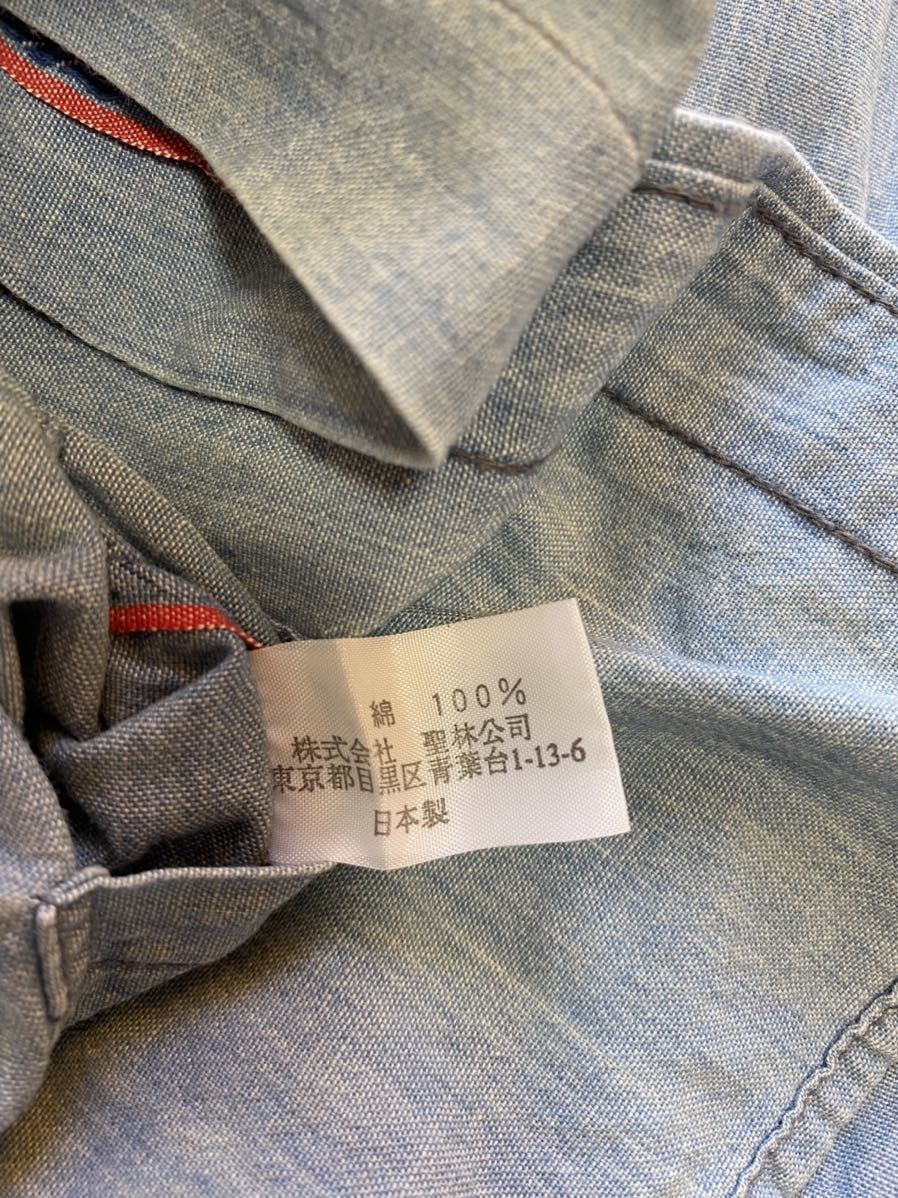 綿 100%
株式会社 聖林公司
東京都目黒区青葉台1-13-6
日本製